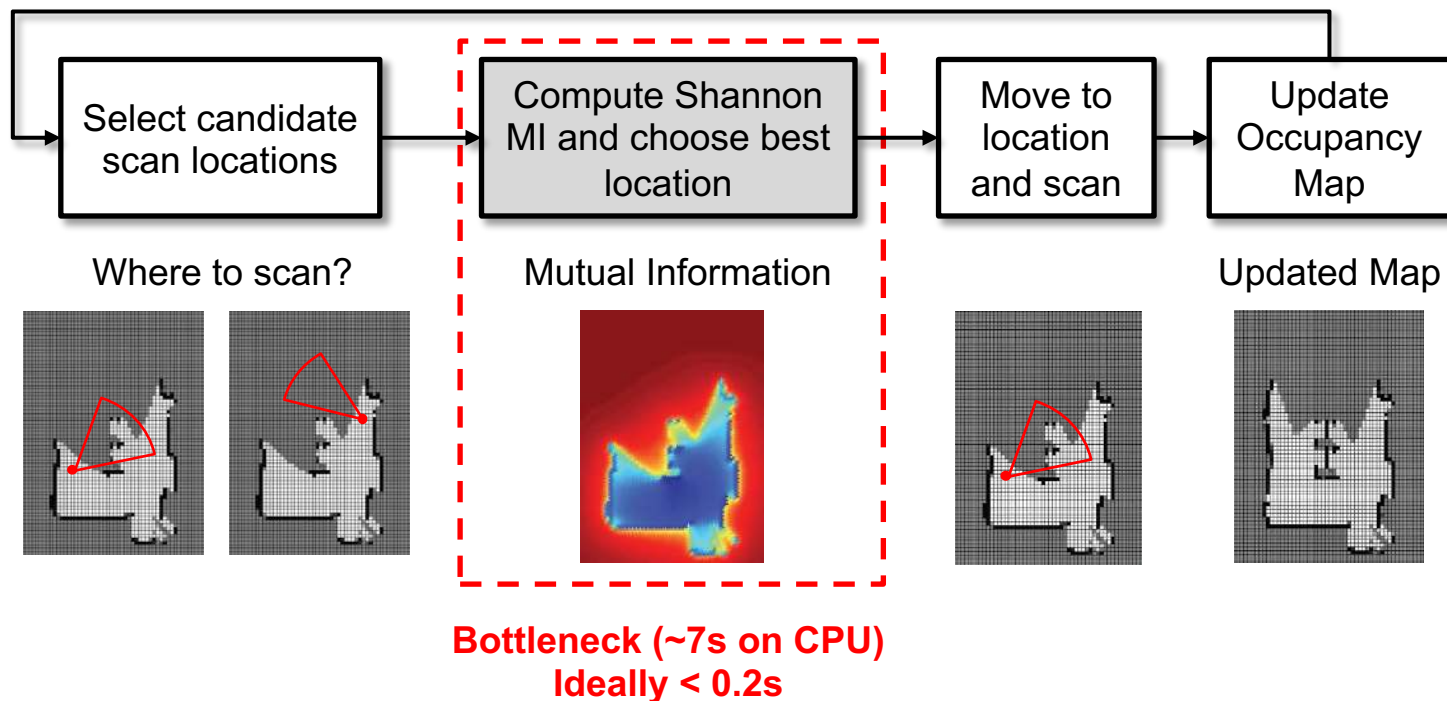 Select candidate
scan locations
Compute Shannon
MI and choose best
location
Move to
location
and scan
Update
Occupancy
Map
Where to scan?
Mutual Information
Updated Map
Bottleneck (~7s on CPU)
Ideally < 0.2s